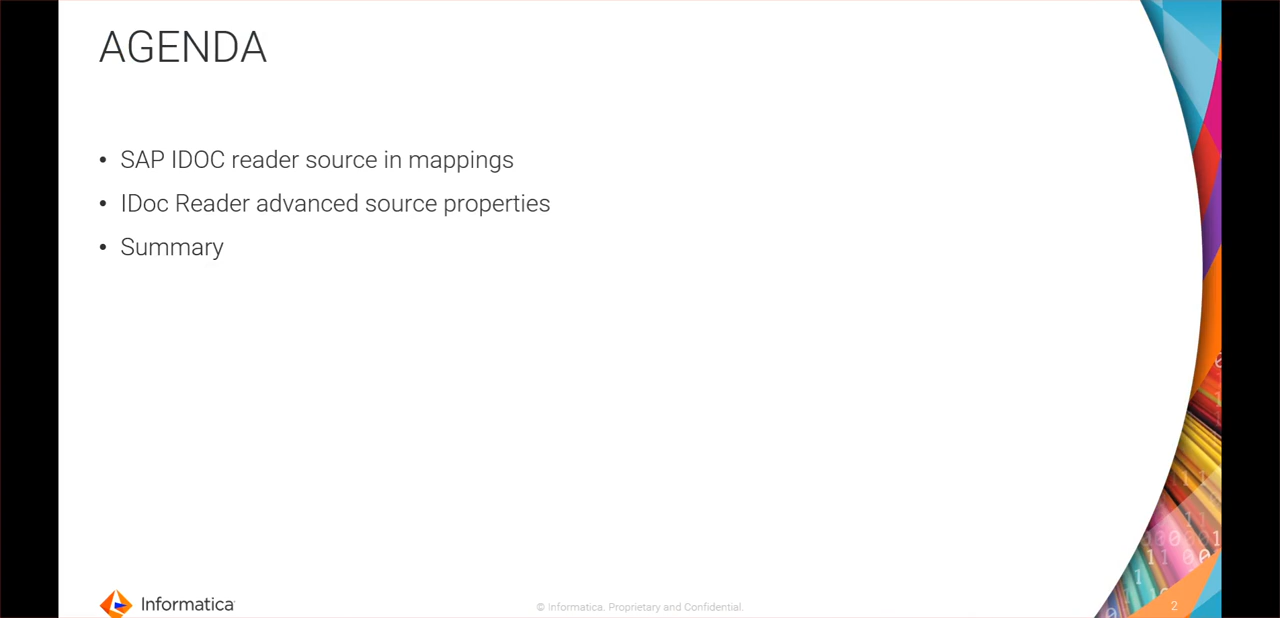 AGENDA
• SAP IDOC reader source in mappings
• IDoc Reader advanced source properties
• Summary
Informatica
© Informatica. Proprietary and Confidential.
2